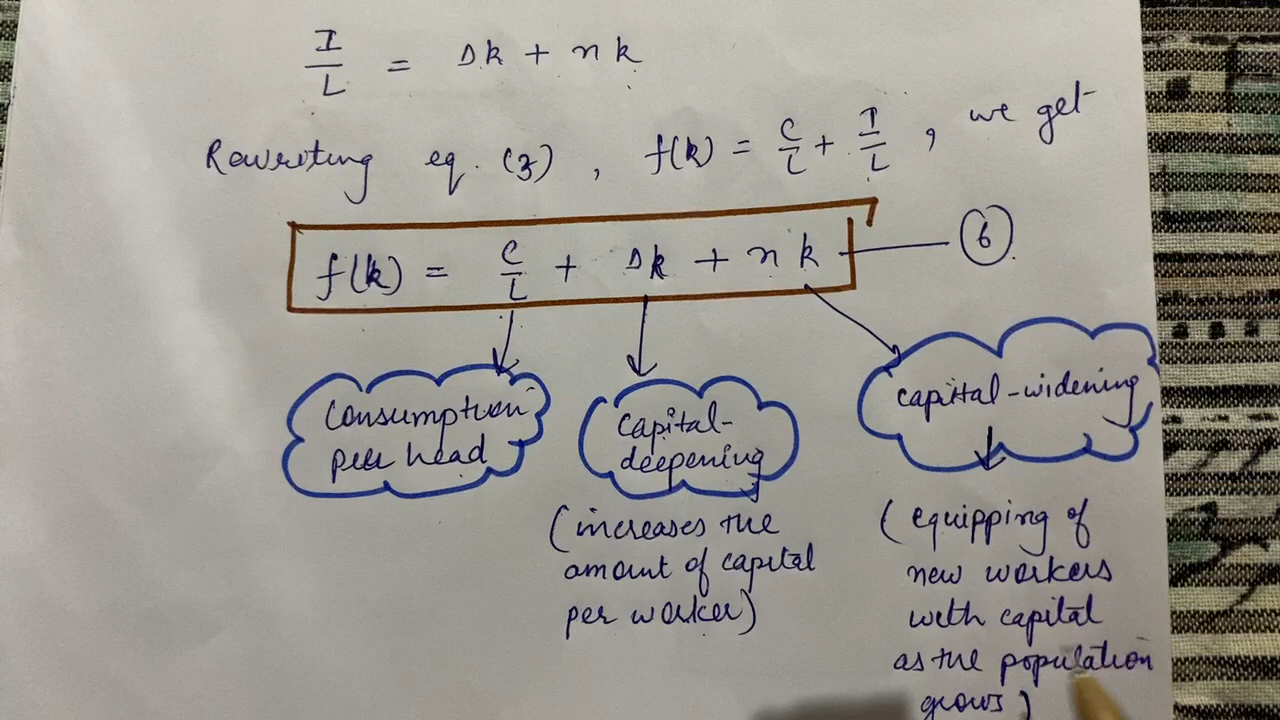 I/L = Δk + nk
Rewriting eq. (3), f(k) = C/L + I/L, we get
f(k) = C/L + Δk + nk — 6
Consumption
per head
Capital-
deepening
(increases the
amount of capital
per worker)
Capital-widening
(equipping of
new workers
with capital
as the population
grows)